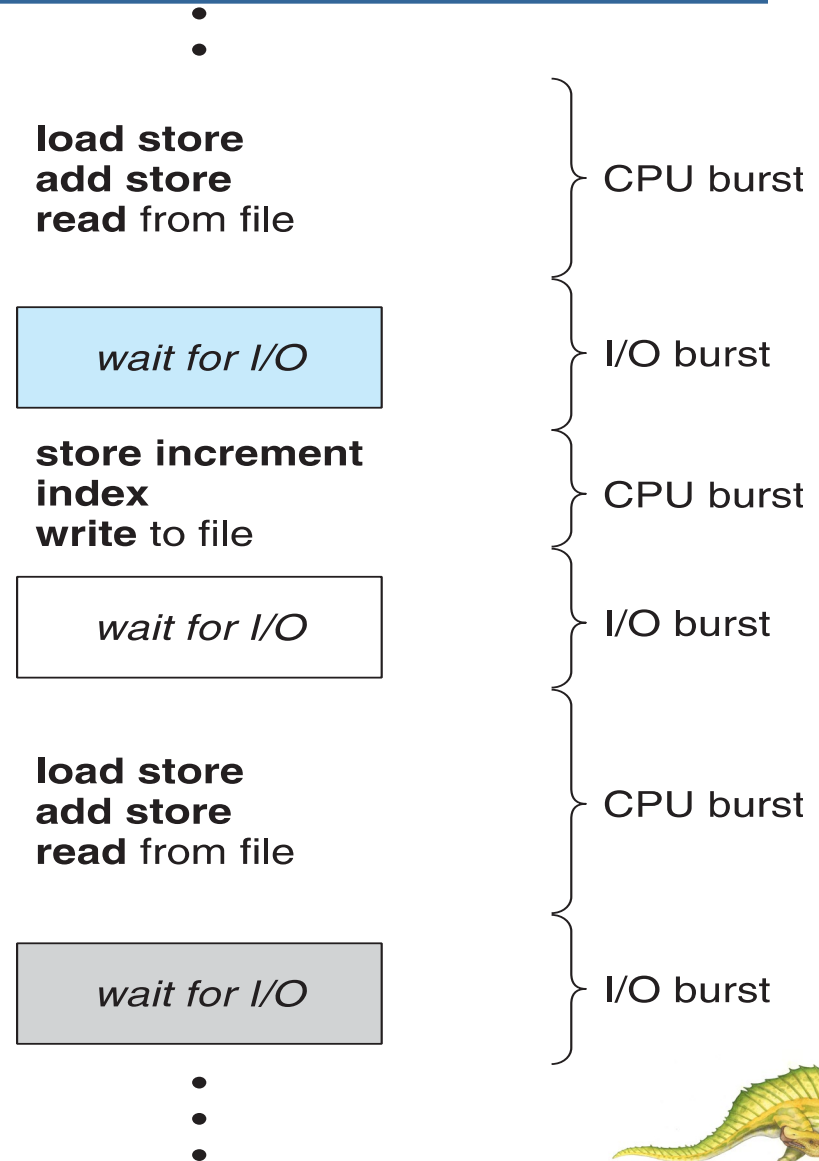 load store
add store
read from file
CPU burst
wait for I/O
I/O burst
store increment
index
write to file
CPU burst
wait for I/O
I/O burst
load store
add store
read from file
CPU burst
wait for I/O
I/O burst